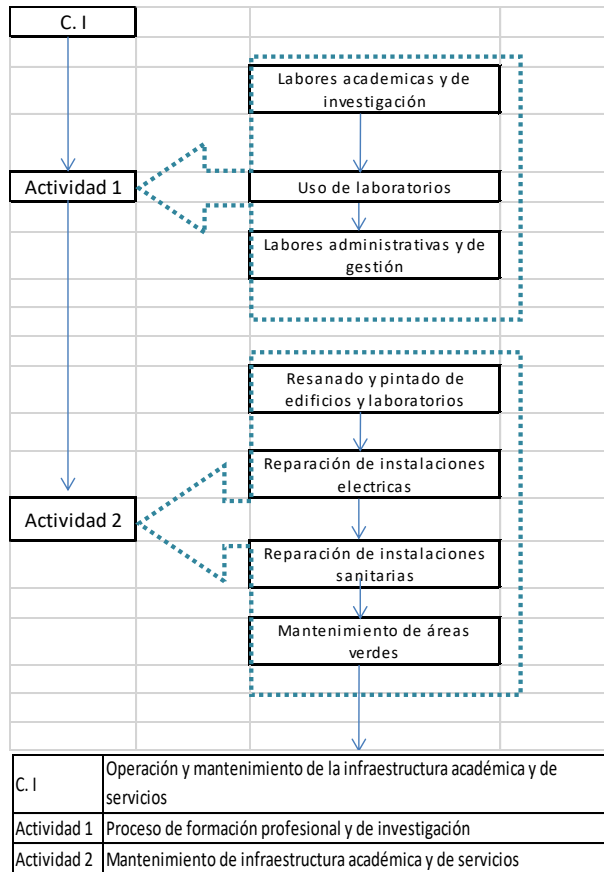 C. I
Labores academicas y de
investigación
Actividad 1
Uso de laboratorios
Labores administrativas y de
gestión
Resanado y pintado de
edificios y laboratorios
Reparación de instalaciones
electricas
Actividad 2
Reparación de instalaciones
sanitarias
Mantenimiento de áreas
verdes
C. I
Operación y mantenimiento de la infraestructura académica y de
servicios
Actividad 1 Proceso de formación profesional y de investigación
Actividad 2 Mantenimiento de infraestructura académica y de servicios